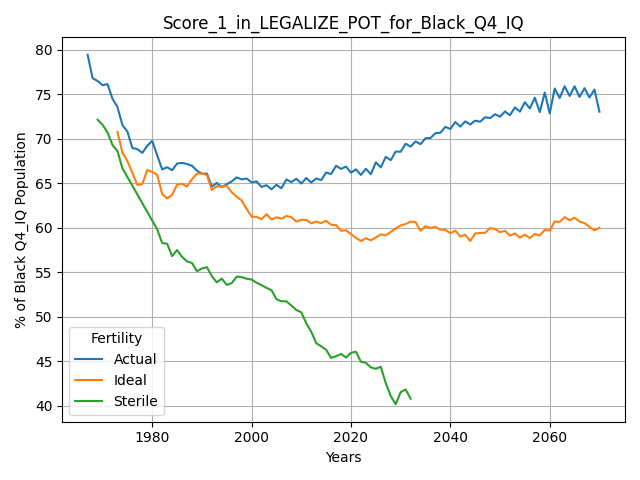 Score_1_in_LEGALIZE_POT_for_Black_Q4_IQ
% of Black Q4_IQ Population
80
75
70
65
60
55
50
45
40
Fertility
Actual
Ideal
Sterile
1980
2000
2020
2040
2060
Years